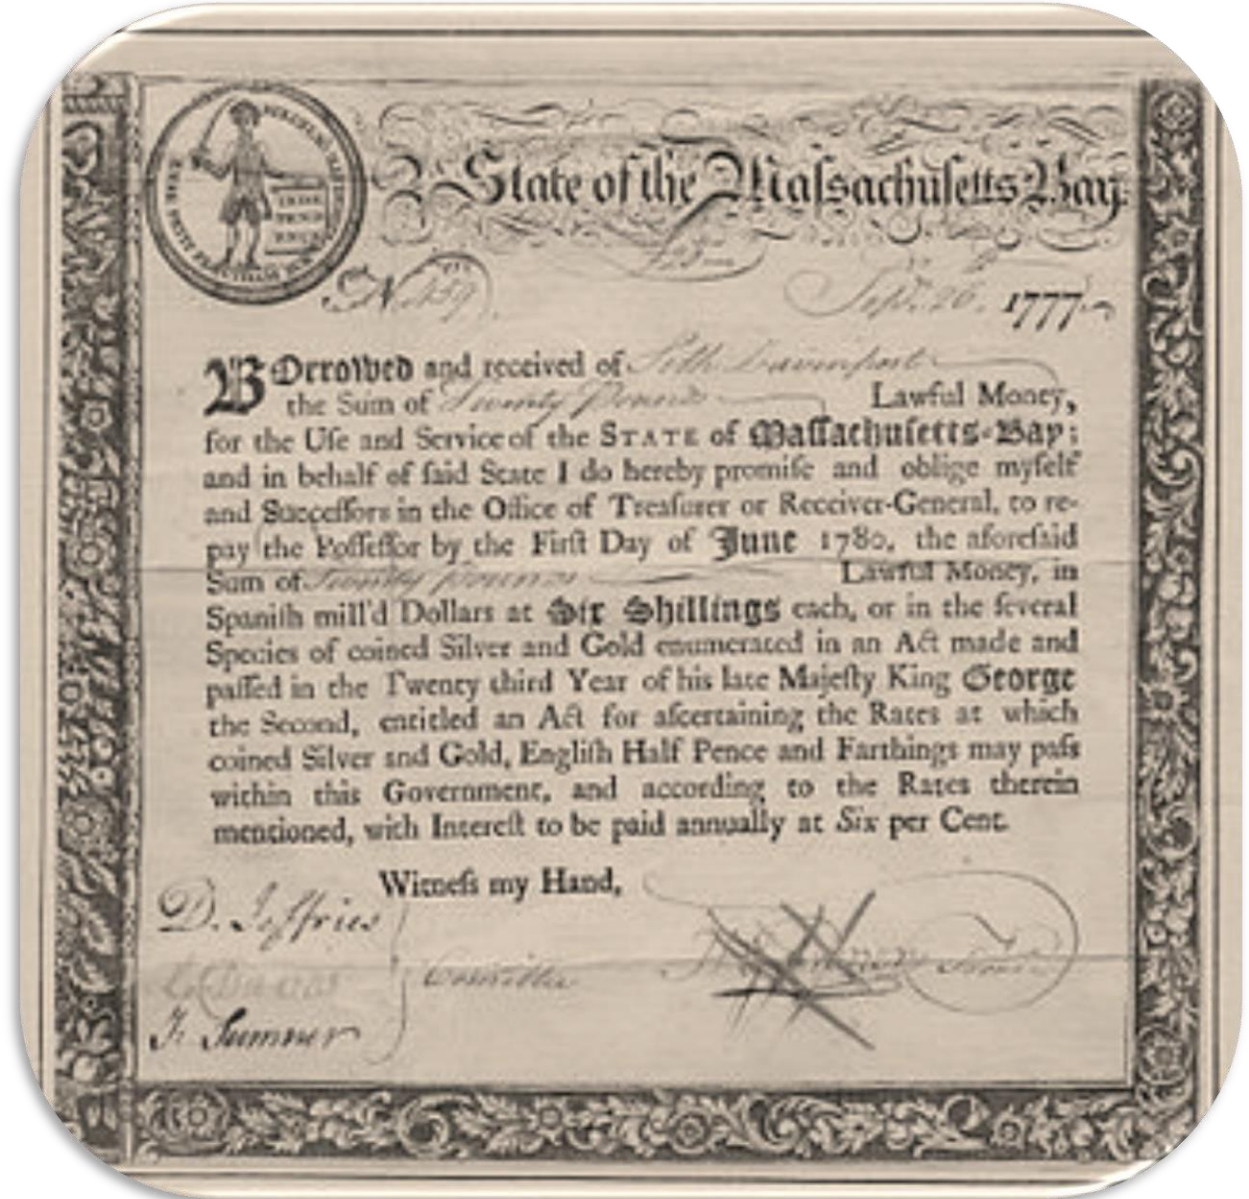 State of the Maſsachuſetts-Bay.
Sept. 26. 1777
BOrrowed and received of Seth Davenport
the Sum of Twenty Pounds Lawful Money,
for the Uſe and Service of the STATE of Maſſachuſetts-Bay;
and in behalf of ſaid State I do hereby promiſe and oblige myſelf
and Succeſſors in the Office of Treaſurer or Receiver-General, to re-
pay the Poſſeſſor by the Firſt Day of June 1780, the aforeſaid
Sum of Twenty Pounds Lawful Money, in
Spaniſh mill'd Dollars at Six Shillings each, or in the ſeveral
Species of coined Silver and Gold enumerated in an Act made and
paſſed in the Twenty third Year of his late Majeſty King George
the Second, entitled an Act for aſcertaining the Rates at which
coined Silver and Gold, Engliſh Half Pence and Farthings may paſs
within this Government, and according to the Rates therein
mentioned, with Intereſt to be paid annually at Six per Cent.
Witneſs my Hand,
D. Jeffries
Committee
Sumner